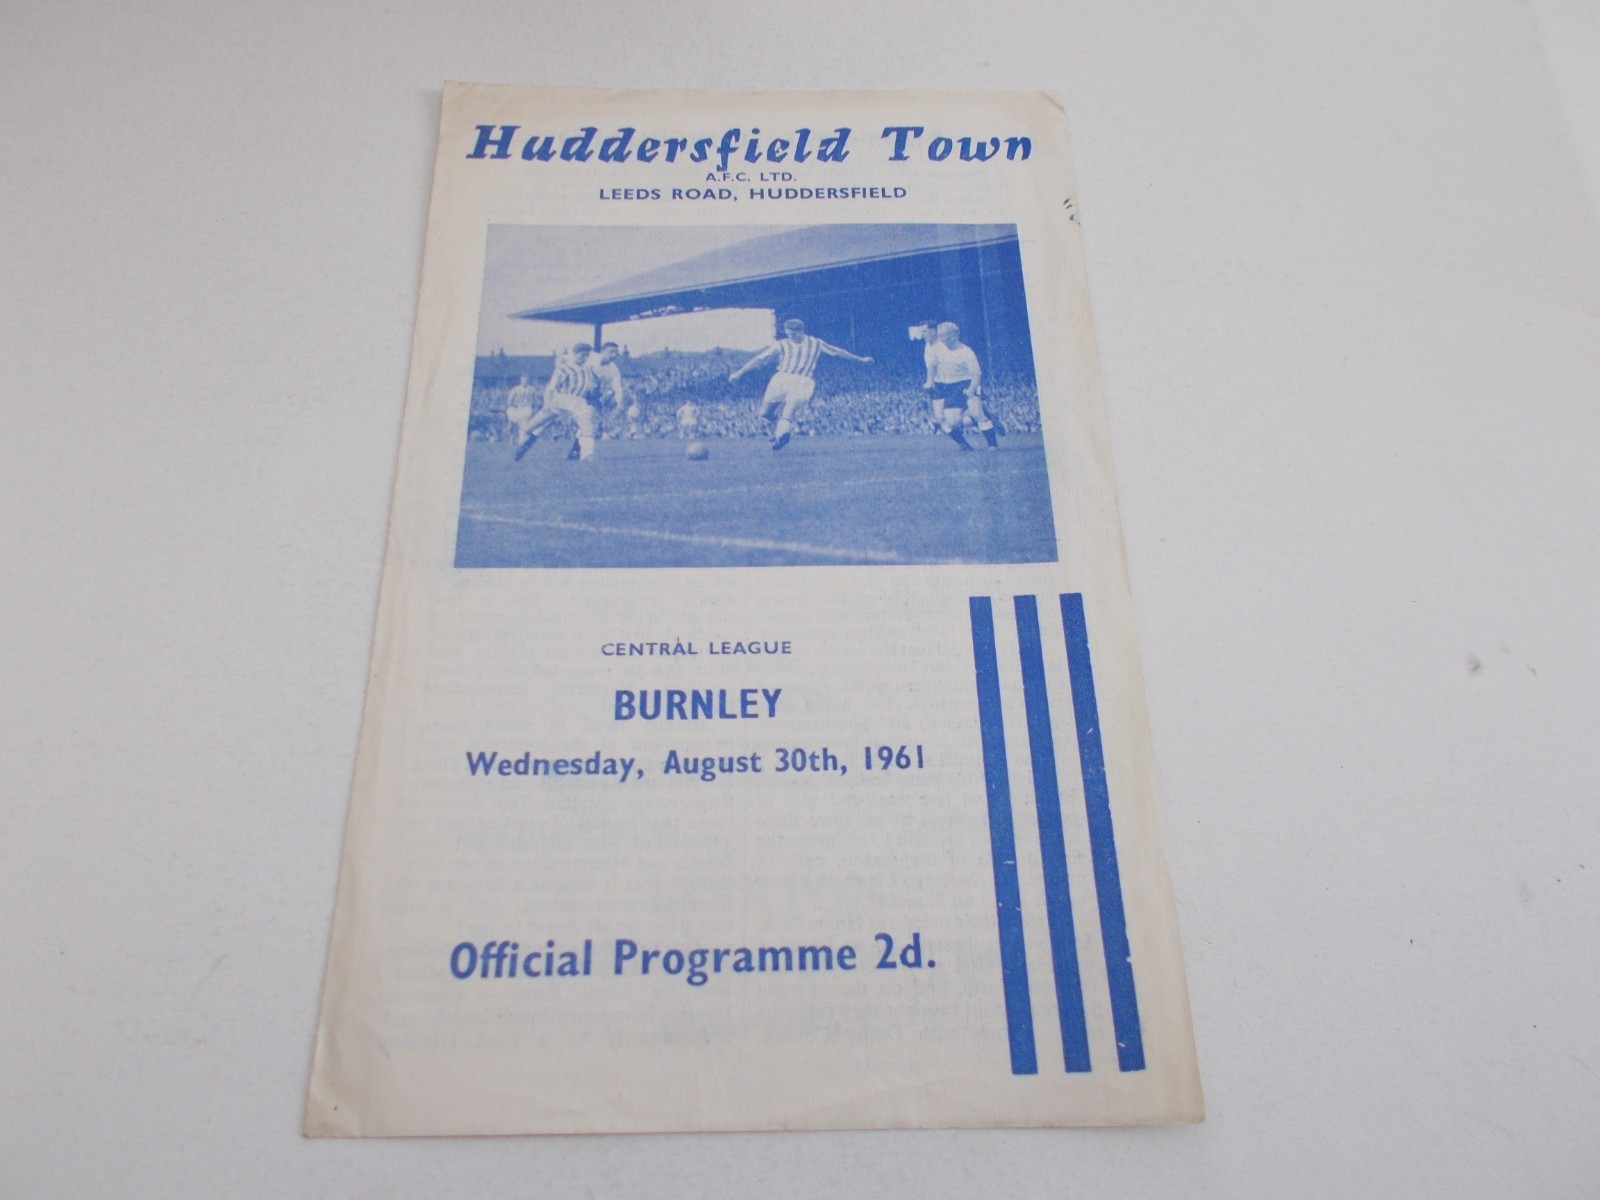 Huddersfield Town
A.F.C. LTD.
LEEDS ROAD, HUDDERSFIELD
CENTRAL LEAGUE
BURNLEY
Wednesday, August 30th, 1961
Official Programme 2d.